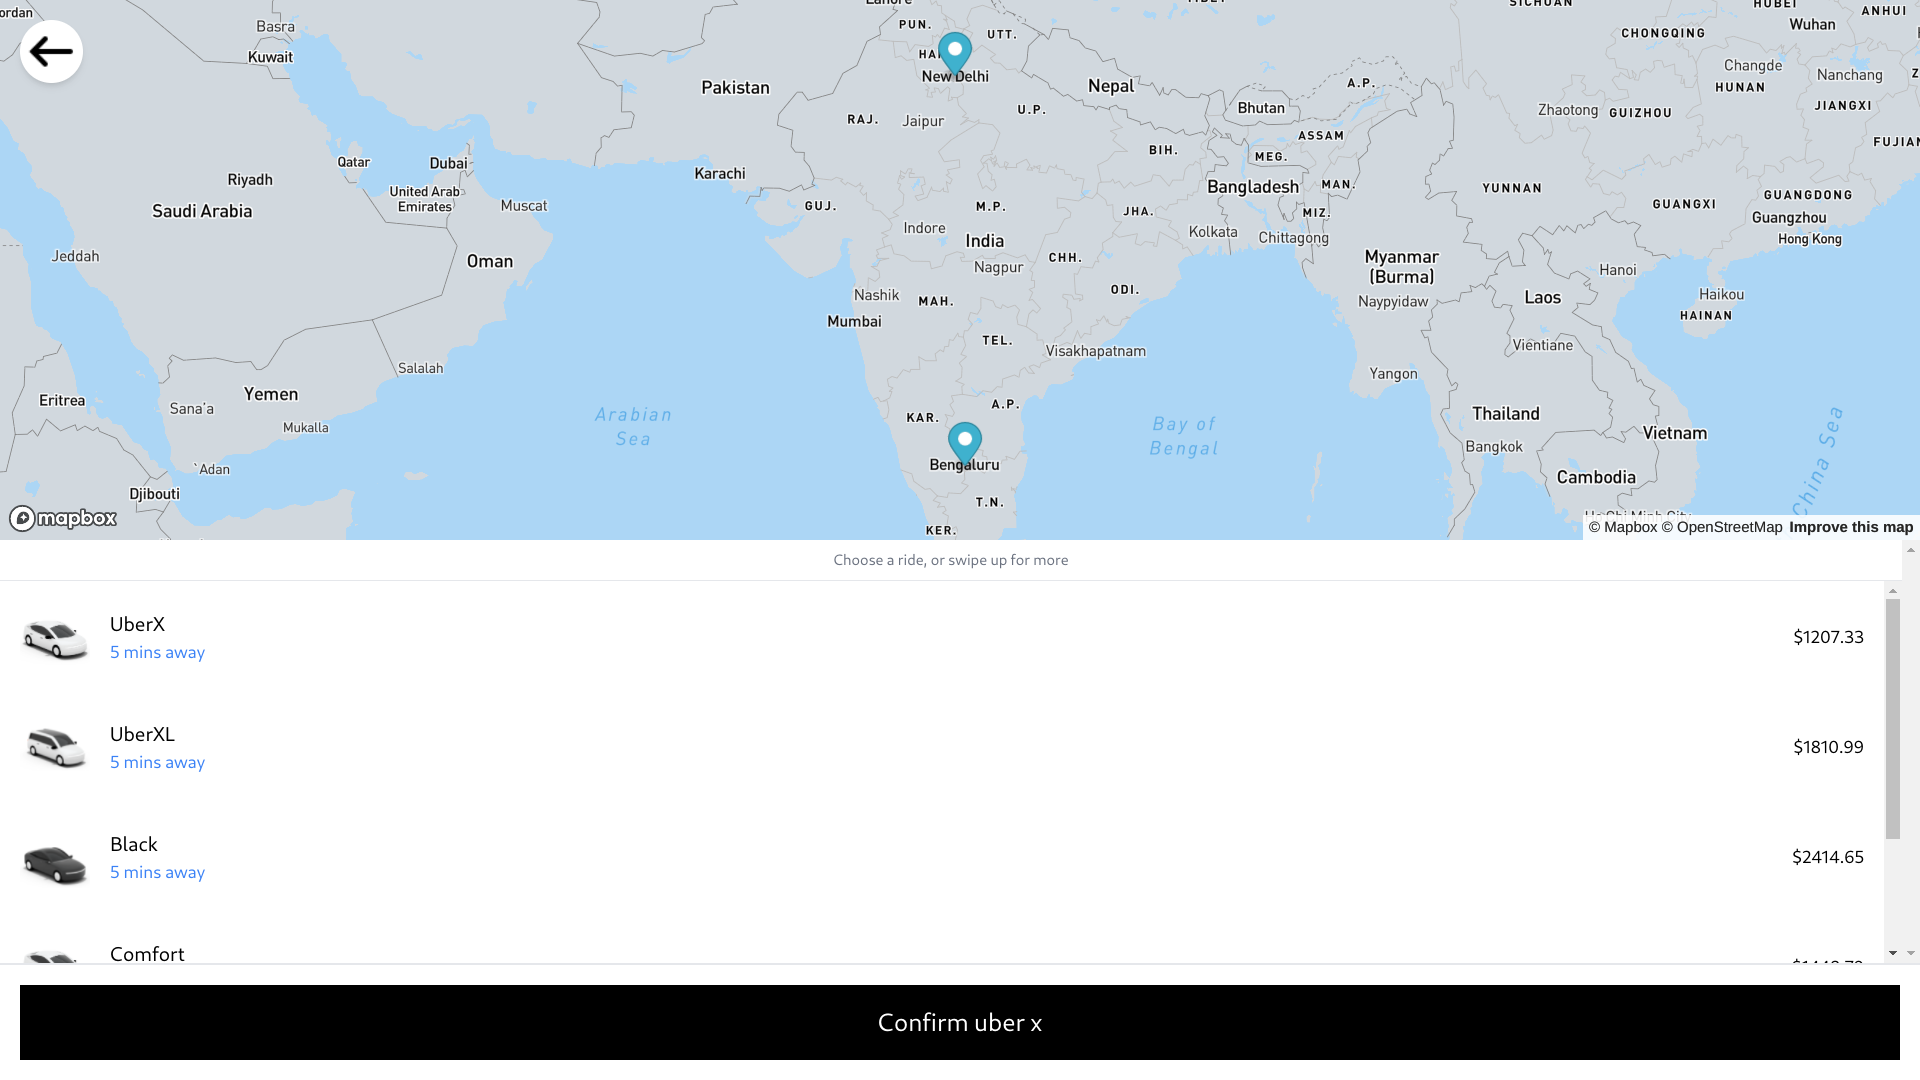 ordan
Basra
Kuwait
PUN.
UTT.
New Delhi
Pakistan
Nepal
A.P.
SICHUAN
HUBEI
ANHUI
Wuhan
CHONGQING
Changde
Nanchang
HUNAN
JIANGXI
Zhaotong
GUIZHOU
Bhutan
U.P.
RAJ.
Jaipur
ASSAM
BIH.
MEG.
Qatar
Dubai
Karachi
Riyadh
United Arab
Emirates
Muscat
Saudi Arabia
GUJ.
M.P.
JHA.
Bangladesh
MAN.
MIZ.
YUNNAN
GUANGXI
GUANGDONG
Guangzhou
Hong Kong
Indore
India
Kolkata
Chittagong
Jeddah
Oman
Nagpur
CHH.
Myanmar
(Burma)
Hanoi
Nashik
MAH.
ODI.
Naypyidaw
Laos
Haikou
HAINAN
Mumbai
TEL.
Visakhapatnam
Vientiane
Salalah
Yangon
Yemen
Eritrea
Sana'a
Mukalla
Arabian
Sea
KAR.
A.P.
Bay of
Bengal
Thailand
Bangkok
Vietnam
China Sea
'Adan
Bengaluru
Cambodia
Djibouti
T.N.
KER.
mapbox
© Mapbox © OpenStreetMap Improve this map
Choose a ride, or swipe up for more
UberX
5 mins away
$1207.33
UberXL
5 mins away
$1810.99
Black
5 mins away
$2414.65
Comfort
Confirm uber x